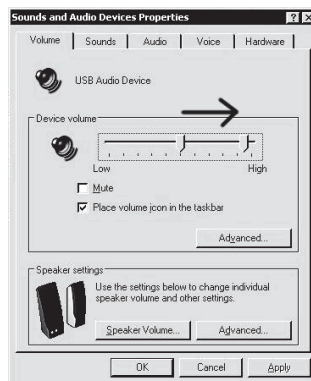 Sounds and Audio Devices Properties
Volume Sounds Audio Voice Hardware
USB Audio Device
Device volume
Low High
Mute
Place volume icon in the taskbar
Advanced...
Speaker settings
Use the settings below to change individual
speaker volume and other settings.
Speaker Volume... Advanced...
OK Cancel Apply